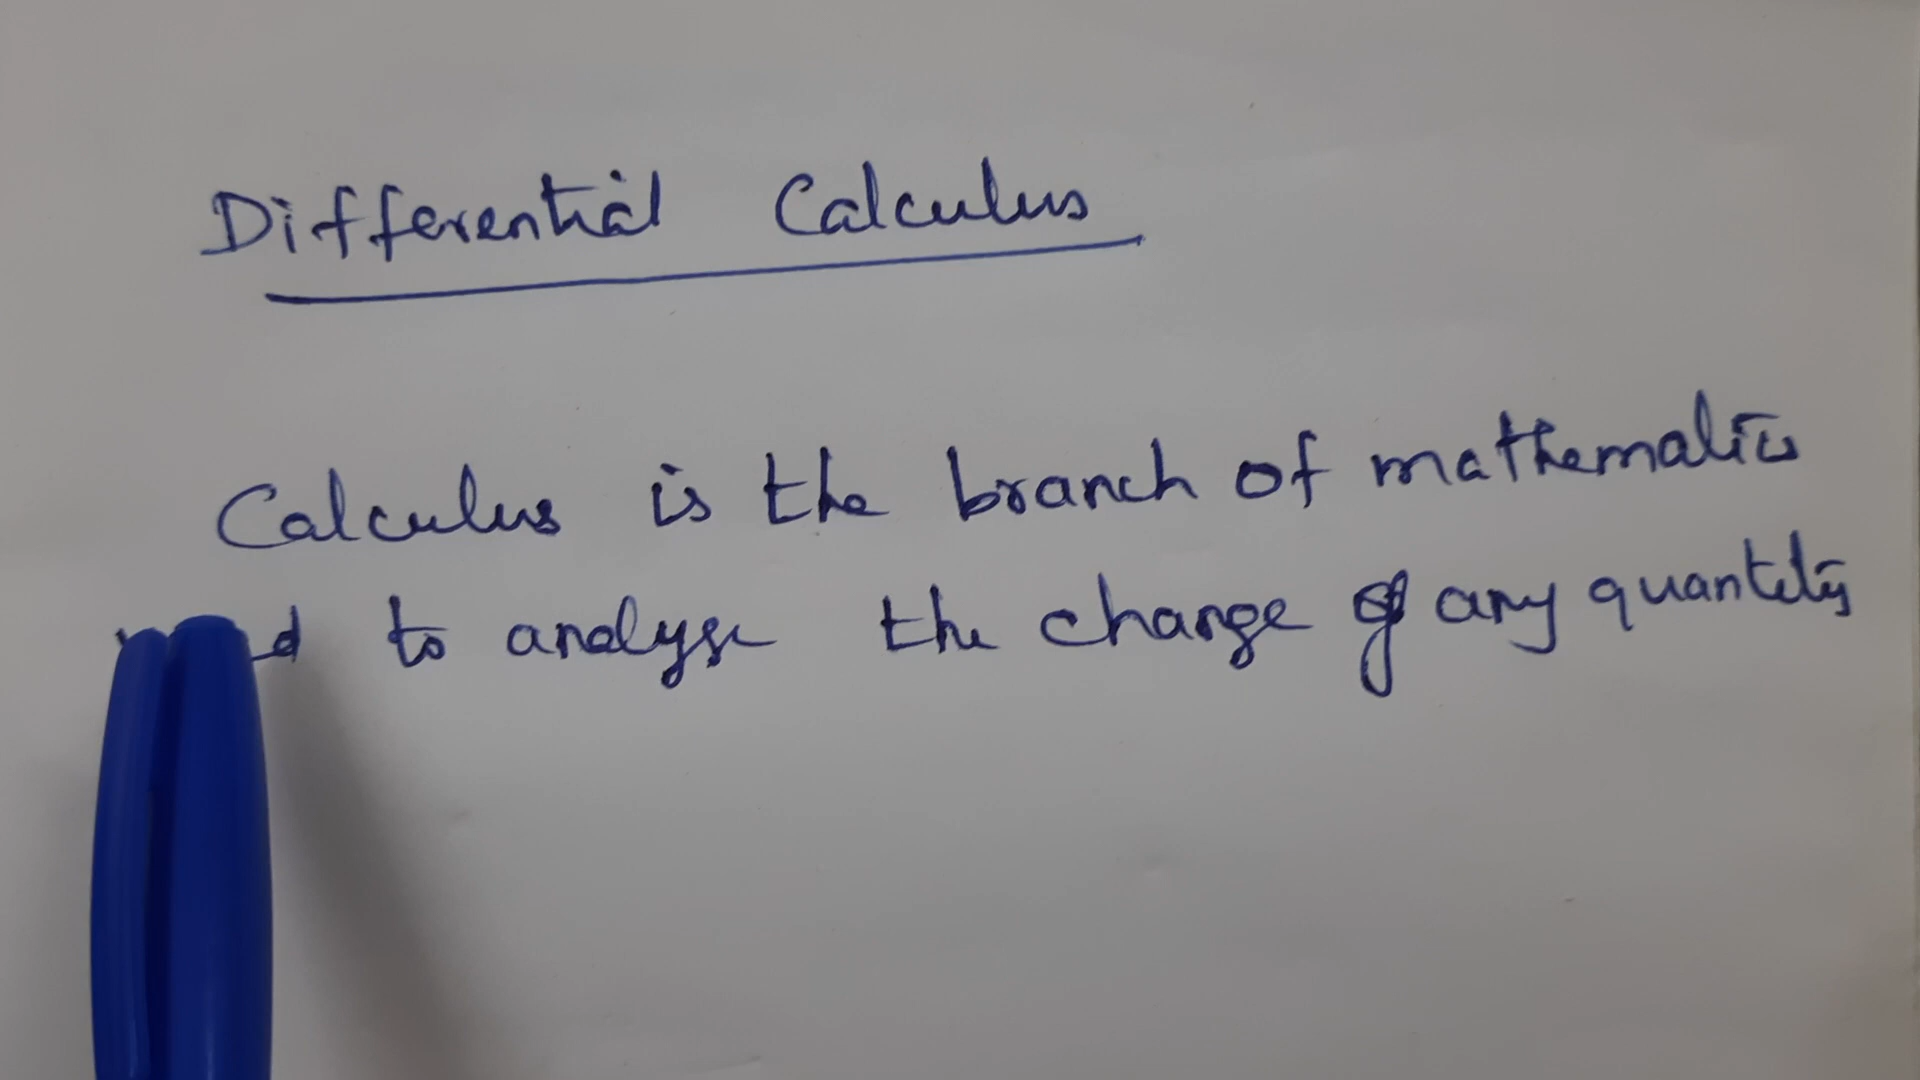 Differential Calculus
Calculus is the branch of mathematics
to analyse the change of any quantity